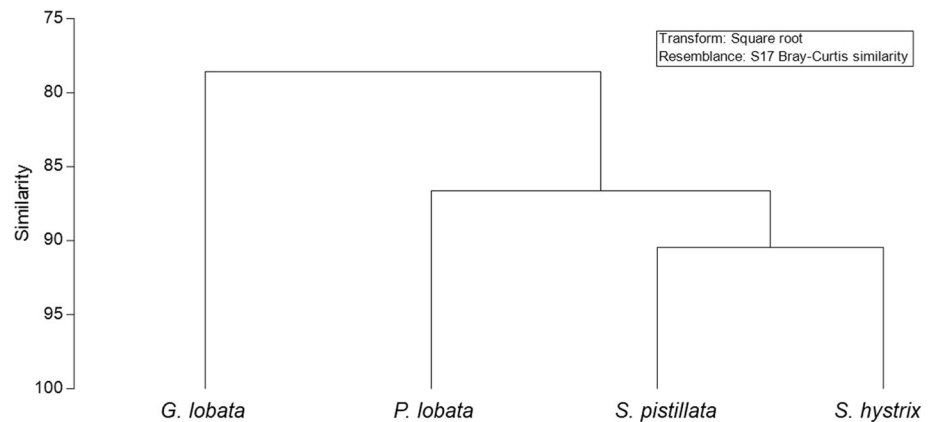 75
Transform: Square root
Resemblance: S17 Bray-Curtis similarity
80
85
Similarity
90
95
100
G. lobata
P. lobata
S. pistillata
S. hystrix